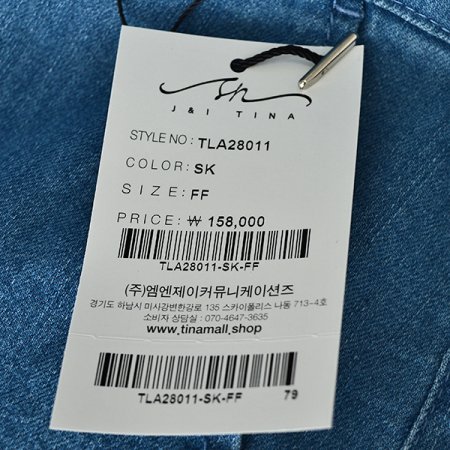 sn
J & I TINA
STYLE NO : TLA28011
COLOR : SK
SIZE : FF
PRICE : ₩ 158,000
TLA28011-SK-FF
(주)엠엔제이커뮤니케이션즈
경기도 하남시 미사강변한강로 135 스카이폴리스 나동 713-4호
소비자 상담실 : 070-4647-3635
www.tinamall.shop
TLA28011-SK-FF 79